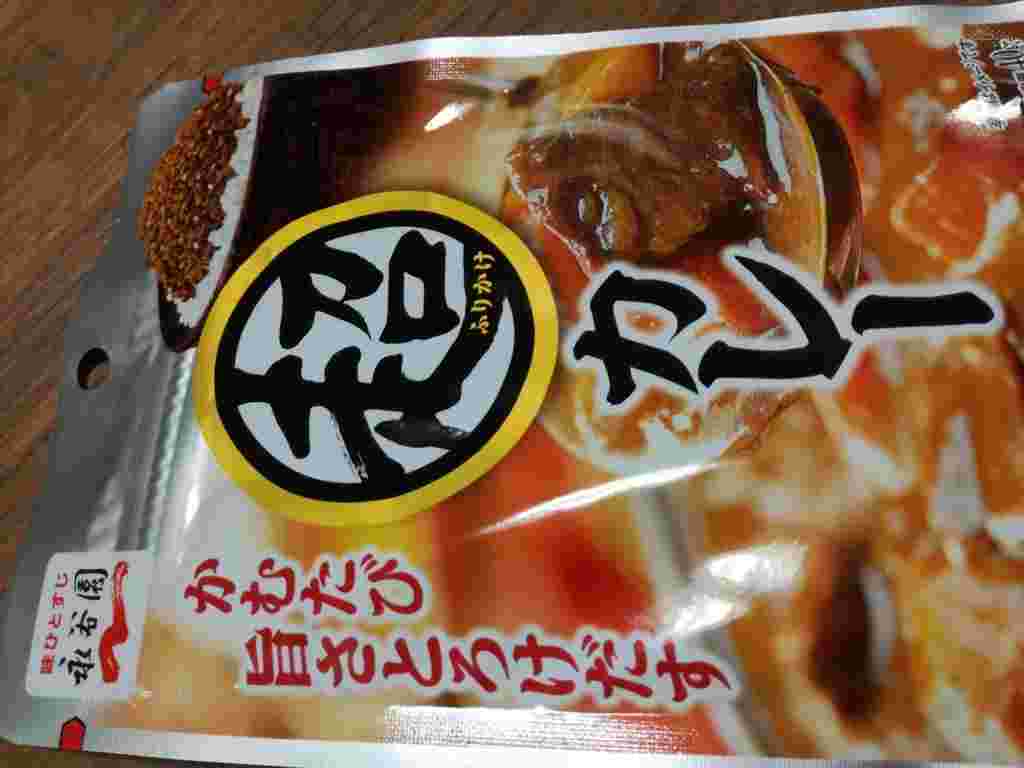 味ひとすじ
永谷園
超
ふりかけ
カレー
かむたび
旨さとろけだす